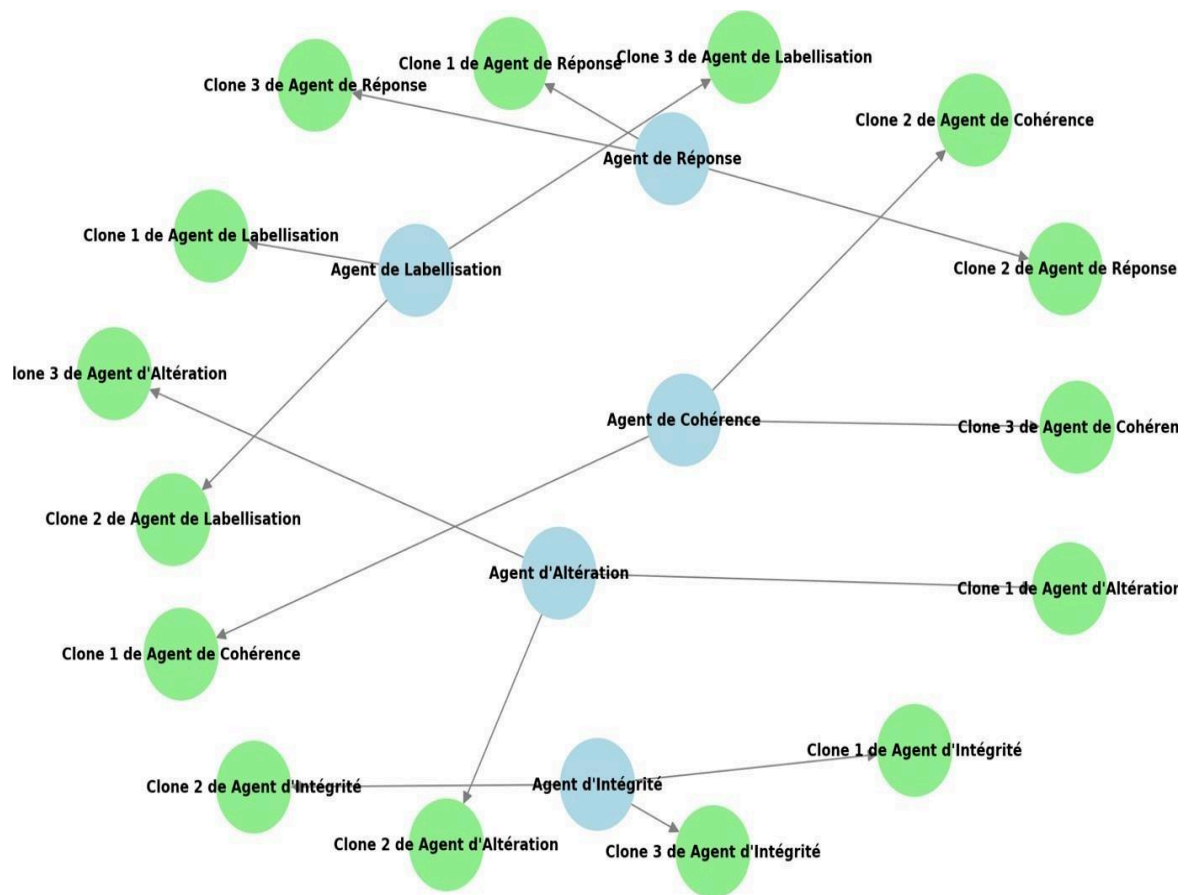 Clone 3 de Agent de Labellisation
Clone 1 de Agent de Réponse
Clone 3 de Agent de Réponse
Clone 2 de Agent de Cohérence
Agent de Réponse
Clone 1 de Agent de Labellisation
Agent de Labellisation
Clone 2 de Agent de Réponse
lone 3 de Agent d'Altération
Agent de Cohérence
Clone 3 de Agent de Cohéren
Clone 2 de Agent de Labellisation
Agent d'Altération
Clone 1 de Agent d'Altération
Clone 1 de Agent de Cohérence
Clone 1 de Agent d'Intégrité
Clone 2 de Agent d'Intégrité
Agent d'Intégrité
Clone 2 de Agent d'Altération
Clone 3 de Agent d'Intégrité